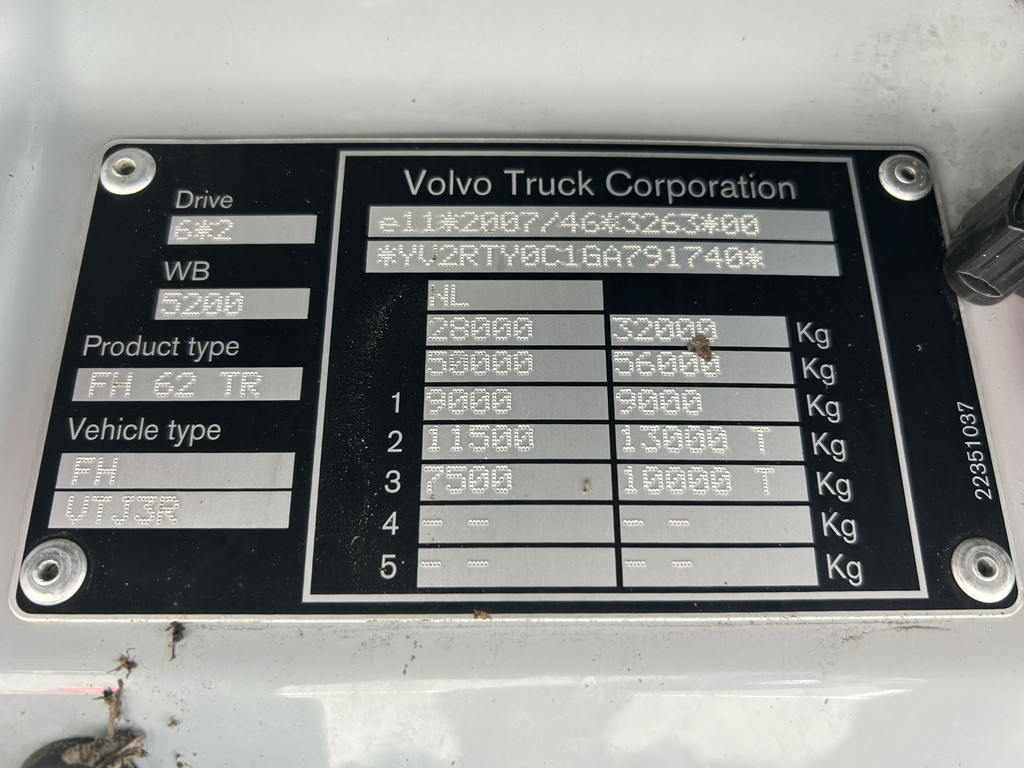 Volvo Truck Corporation
Drive
6*2
e11*2007/46*3263*00
*YV2RTY0C1GA791740*
WB
5200
NL
28000 32000 Kg
50000 56000 Kg
Product type
FH 62 TR
1 9000 9000 Kg
Vehicle type
2 11500 13000 T Kg
FH
3 7500 10000 T Kg
VTJ3R
4 -- -- -- -- Kg
5 -- -- -- -- Kg
22351037